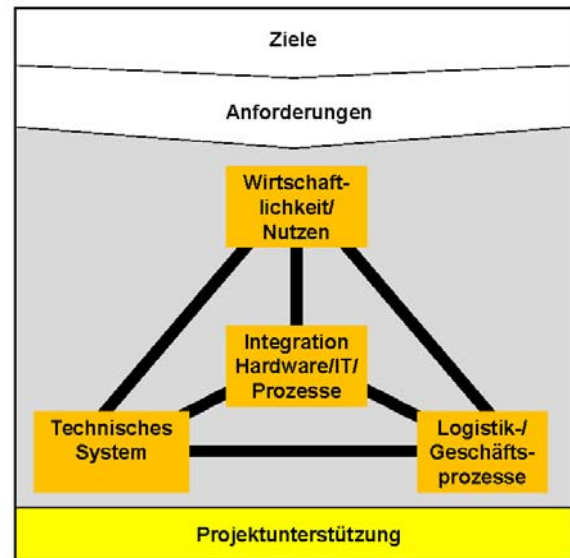 Ziele
Anforderungen
Wirtschaft-
lichkeit/
Nutzen
Integration
Hardware/IT/
Prozesse
Technisches
System
Logistik-/
Geschäfts-
prozesse
Projektunterstützung